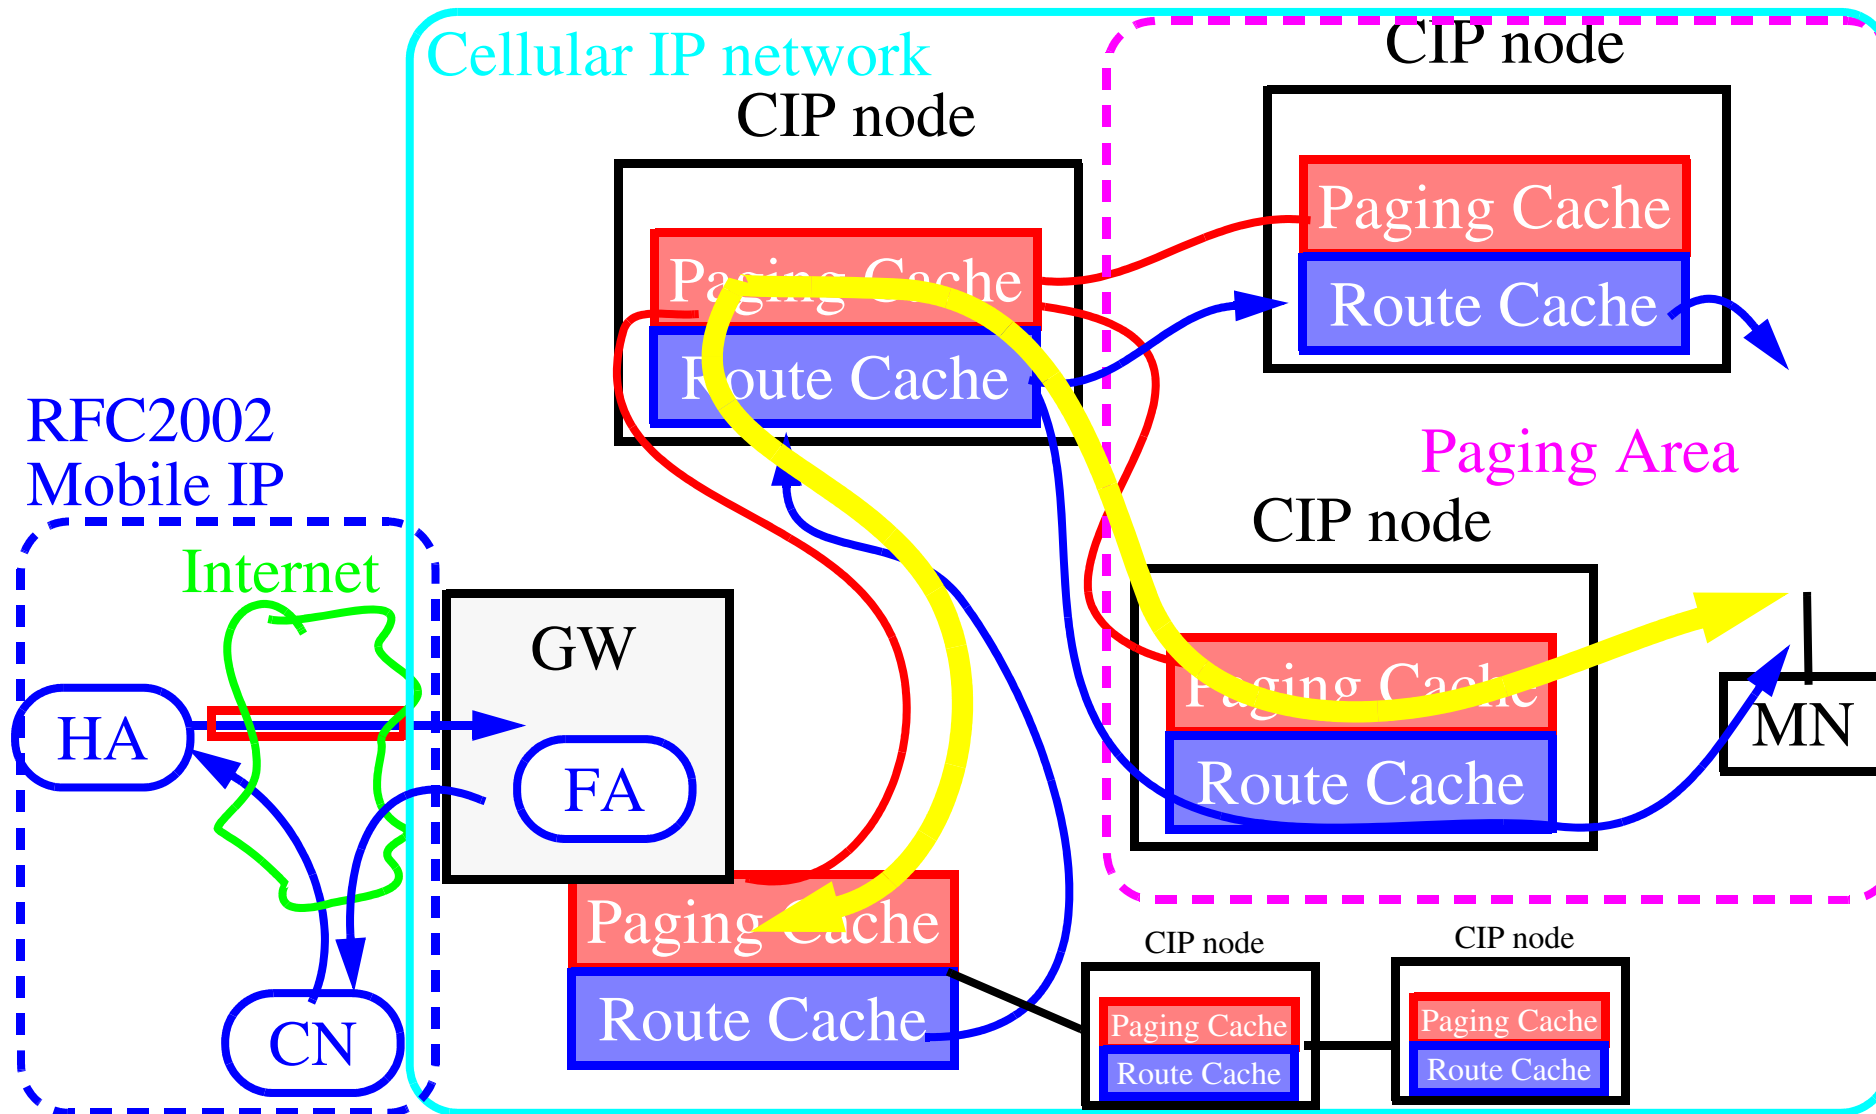 Cellular IP network
CIP node
CIP node
Paging Cache
Route Cache
Paging Cache
Route Cache
RFC2002
Mobile IP
Paging Area
CIP node
Internet
GW
HA
FA
Paging Cache
Route Cache
MN
Paging Cache
Route Cache
CN
CIP node
Paging Cache
Route Cache
CIP node
Paging Cache
Route Cache